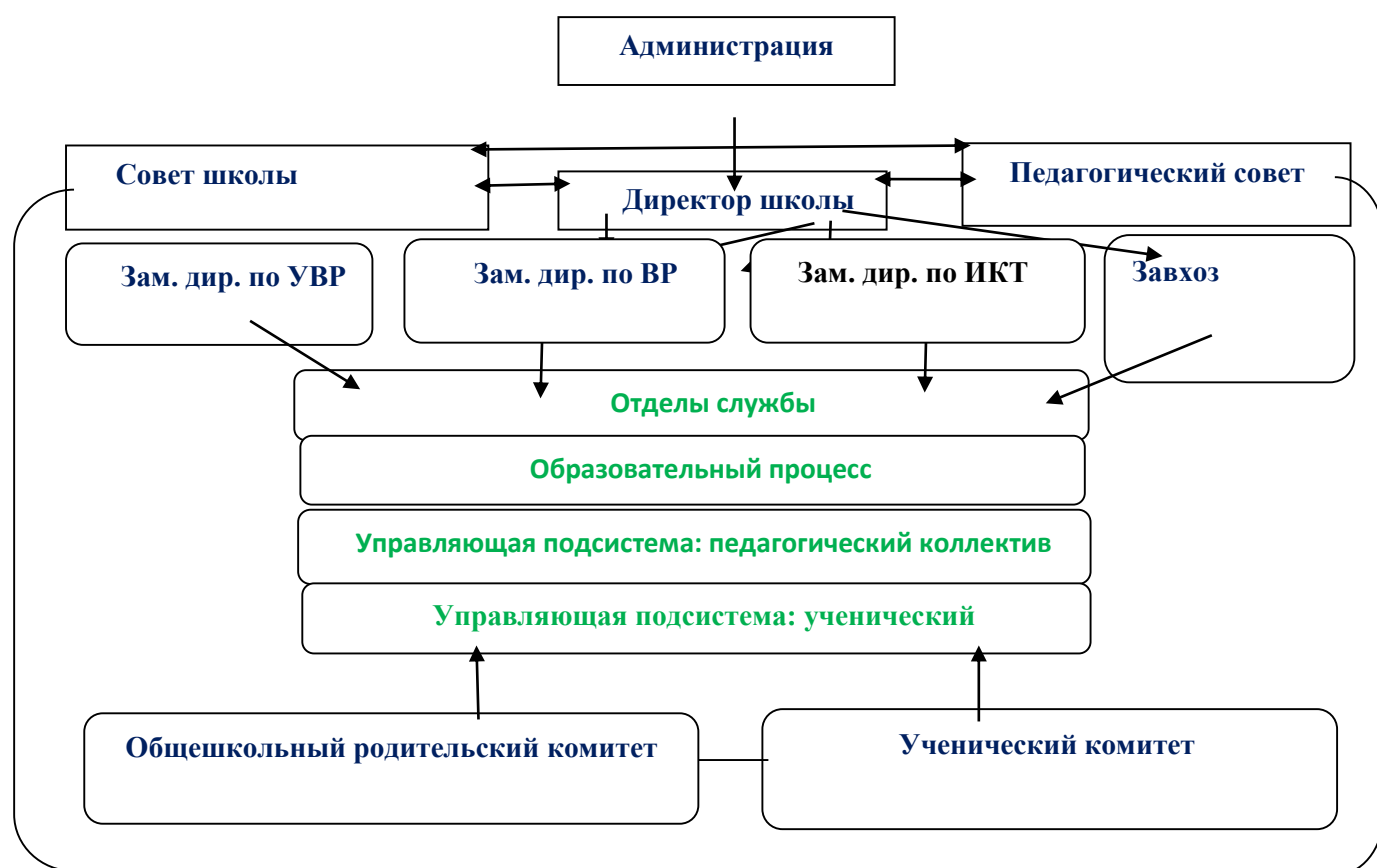 Администрация
Совет школы
Директор школы
Педагогический совет
Зам. дир. по УВР
Зам. дир. по ВР
Зам. дир. по ИКТ
Завхоз
Отделы службы
Образовательный процесс
Управляющая подсистема: педагогический коллектив
Управляющая подсистема: ученический
Общешкольный родительский комитет
Ученический комитет